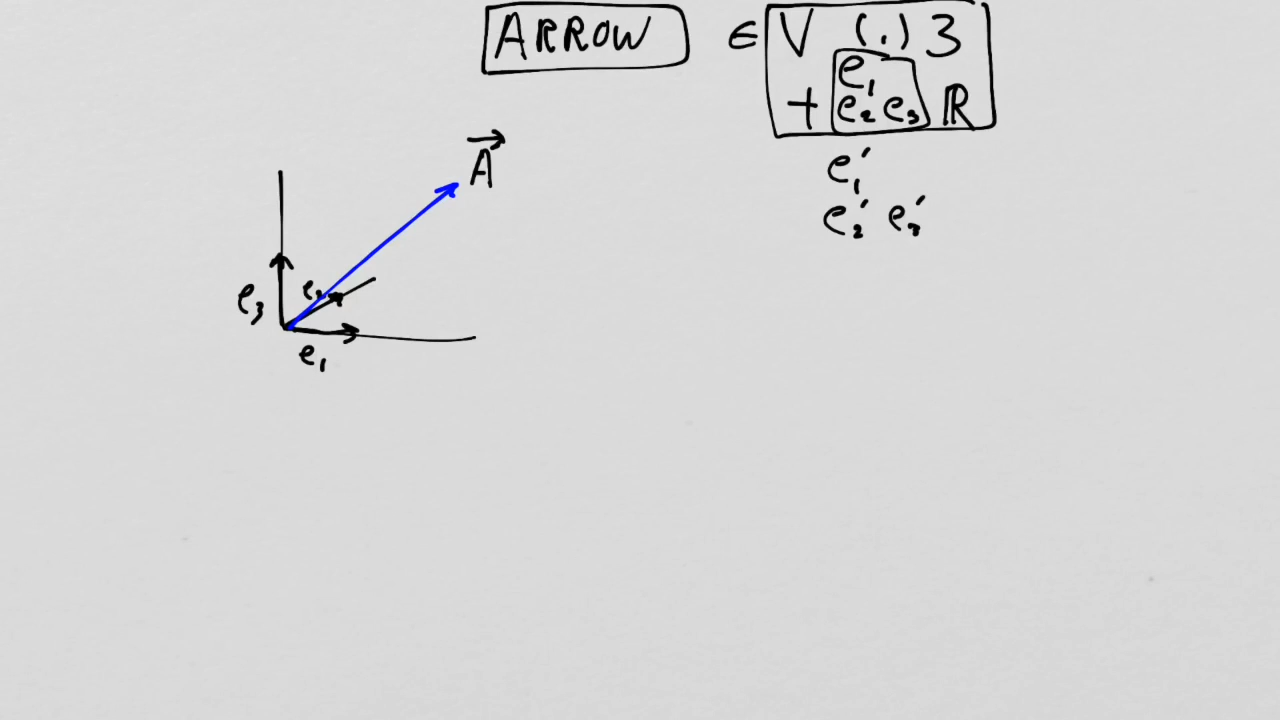 ARROW ∈ V (.) 3
e₁
+ e₂ e₃ ℝ
e₁′
e₂′ e₃′
A⃗
e₃ e₂
e₁